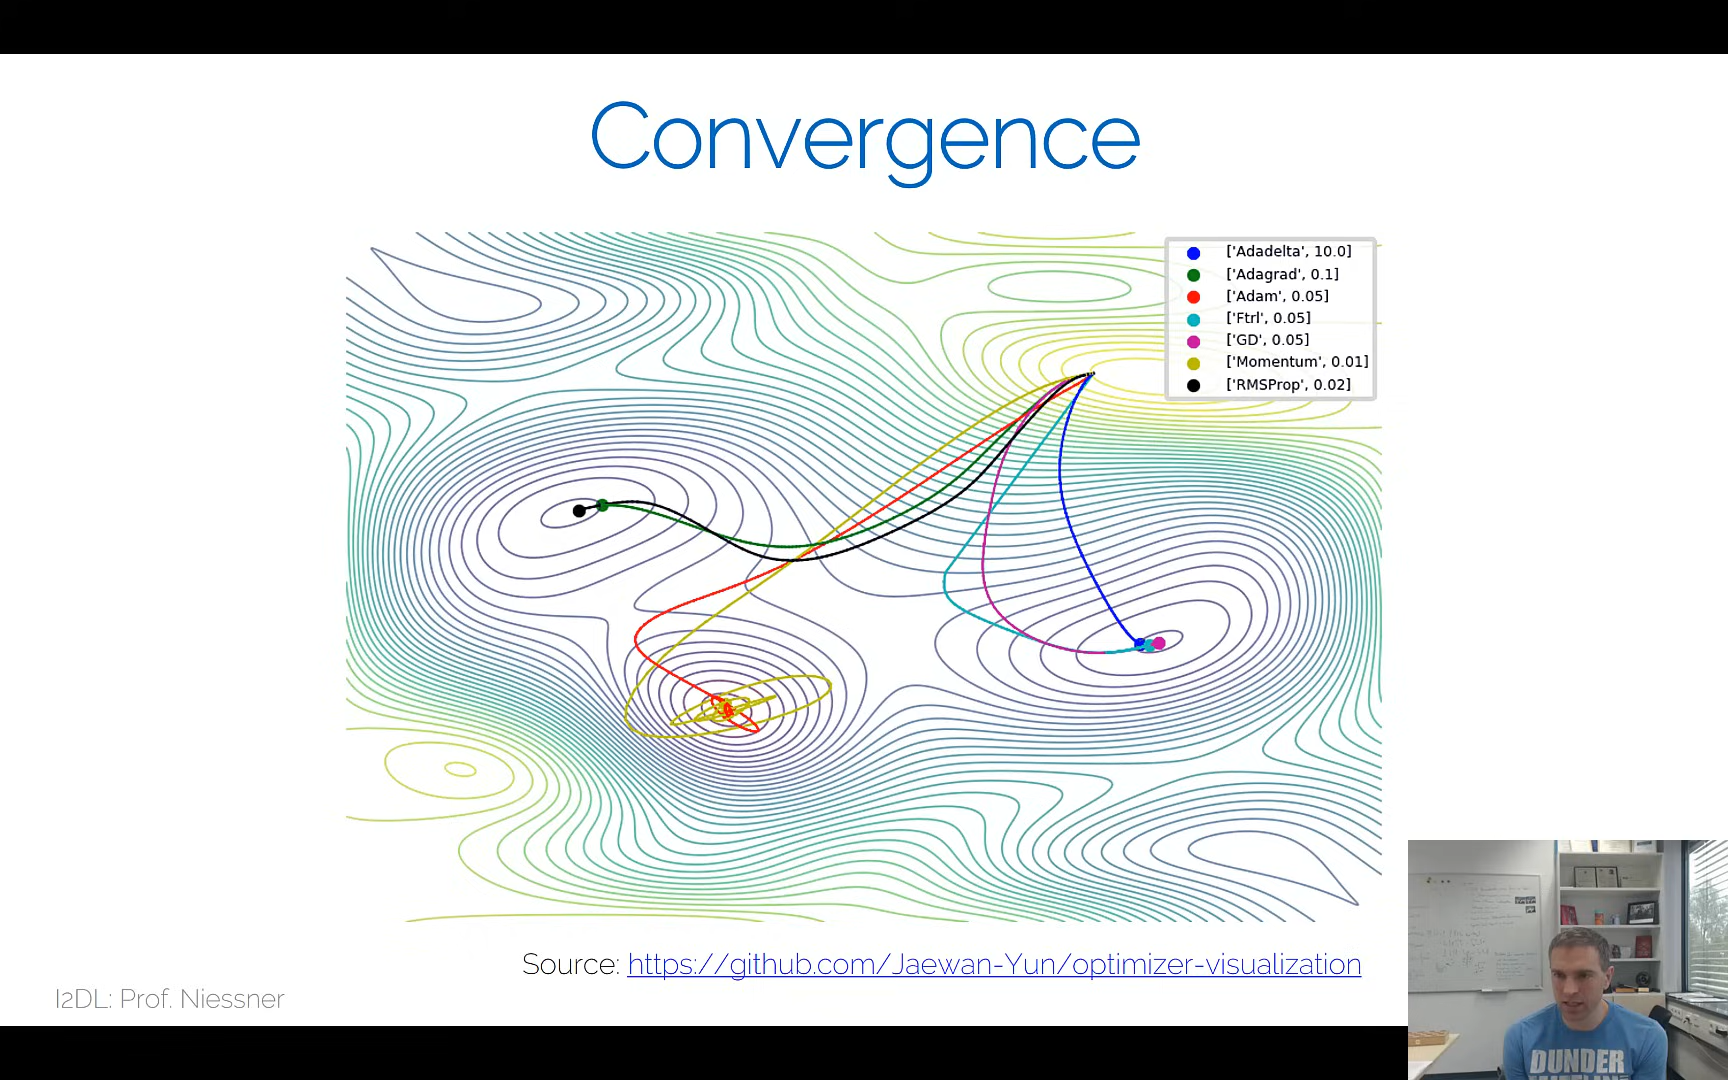 Convergence
['Adadelta', 10.0]
['Adagrad', 0.1]
['Adam', 0.05]
['Ftrl', 0.05]
['GD', 0.05]
['Momentum', 0.01]
['RMSProp', 0.02]
Source: https://github.com/Jaewan-Yun/optimizer-visualization
I2DL: Prof. Niessner
DUNDER